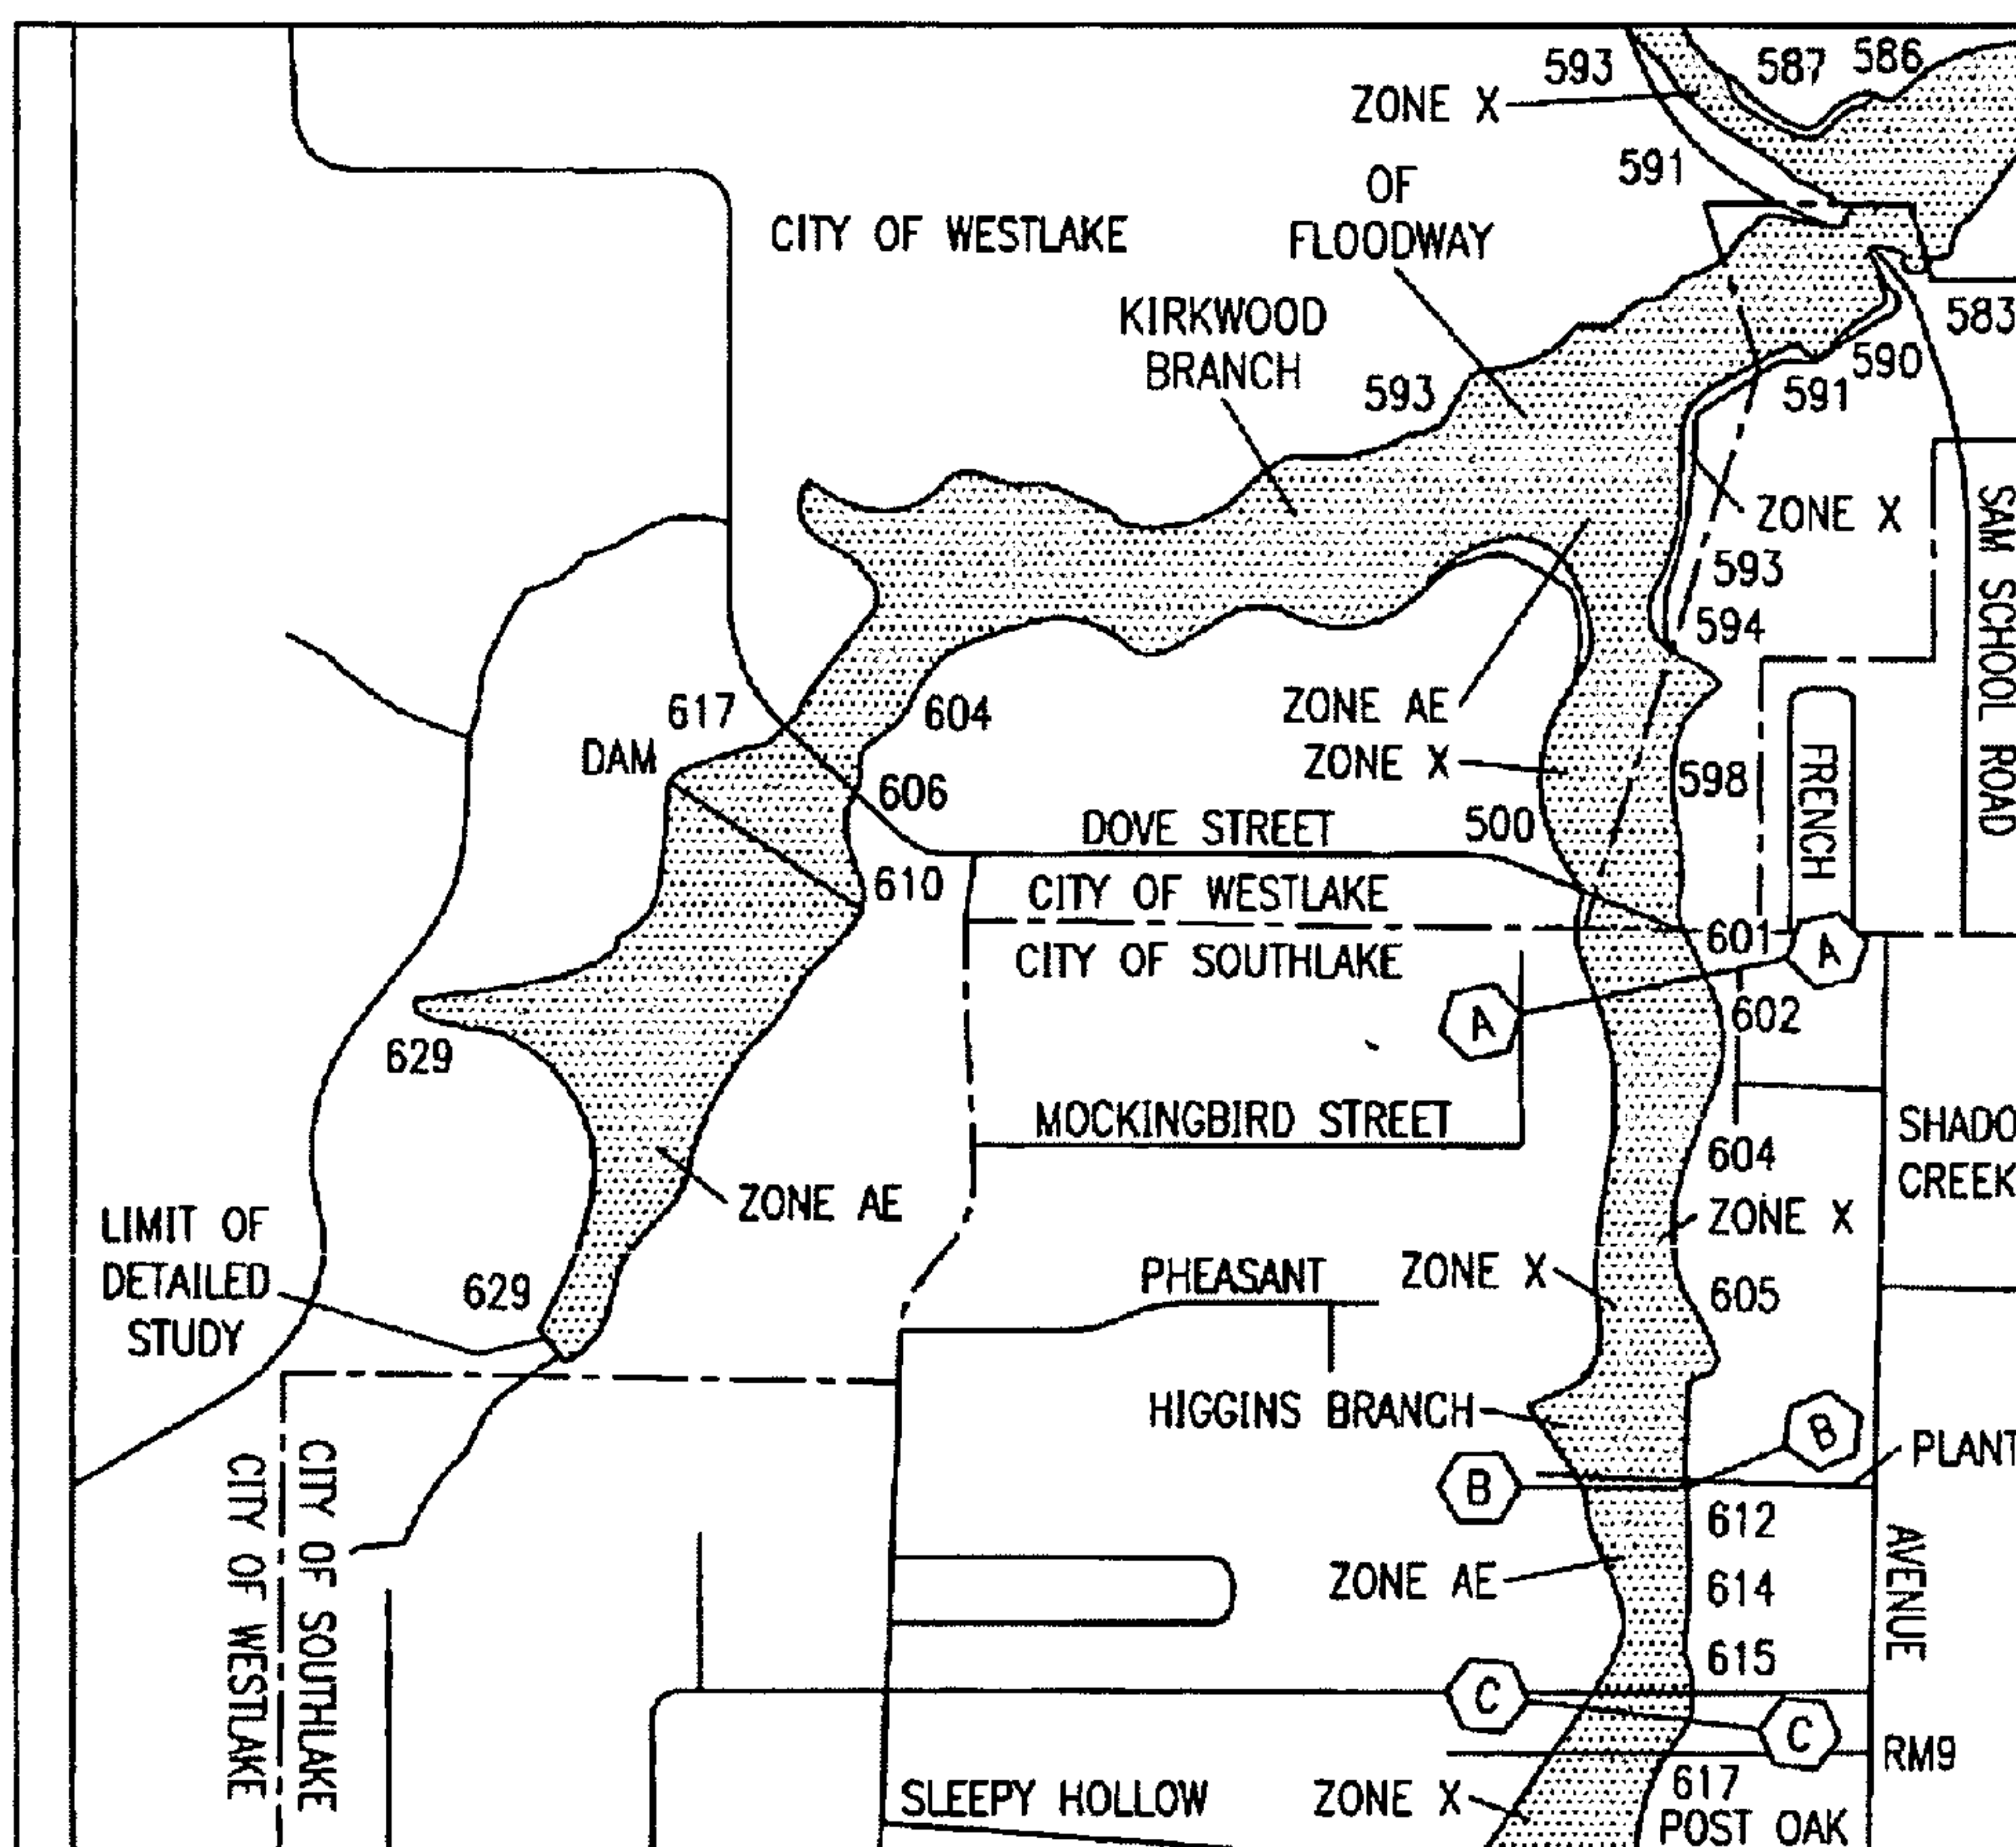 593
587
586
ZONE X
591
OF
FLOODWAY
CITY OF WESTLAKE
KIRKWOOD
BRANCH
583
590
591
593
ZONE X
SAM SCHOOL ROAD
593
594
617
604
ZONE AE
DAM
ZONE X
598
FRENCH
606
DOVE STREET
500
610
CITY OF WESTLAKE
601
A
CITY OF SOUTHLAKE
A
602
629
MOCKINGBIRD STREET
SHADO
CREEK
604
ZONE AE
ZONE X
LIMIT OF
DETAILED
STUDY
629
PHEASANT
ZONE X
605
HIGGINS BRANCH
B
PLANT
B
CITY OF SOUTHLAKE
CITY OF WESTLAKE
612
AVENUE
ZONE AE
614
615
C
C
RM9
617
SLEEPY HOLLOW
ZONE X
POST OAK